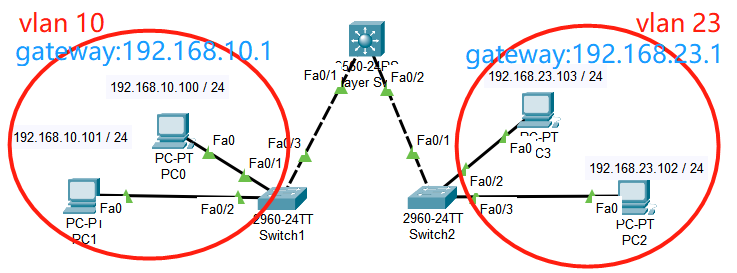 vlan 10
gateway:192.168.10.1
vlan 23
gateway:192.168.23.1
Fa0/1
Fa0/2
192.168.10.100 / 24
192.168.23.103 / 24
192.168.10.101 / 24
Fa0
PC-PT
PC0
Fa0/3
Fa0/1
Fa0/1
Fa0
C3
Fa0/2
192.168.23.102 / 24
Fa0
PC1
Fa0/2
2960-24TT
Switch1
2960-24TT
Switch2
Fa0/3
Fa0
PC-PT
PC2